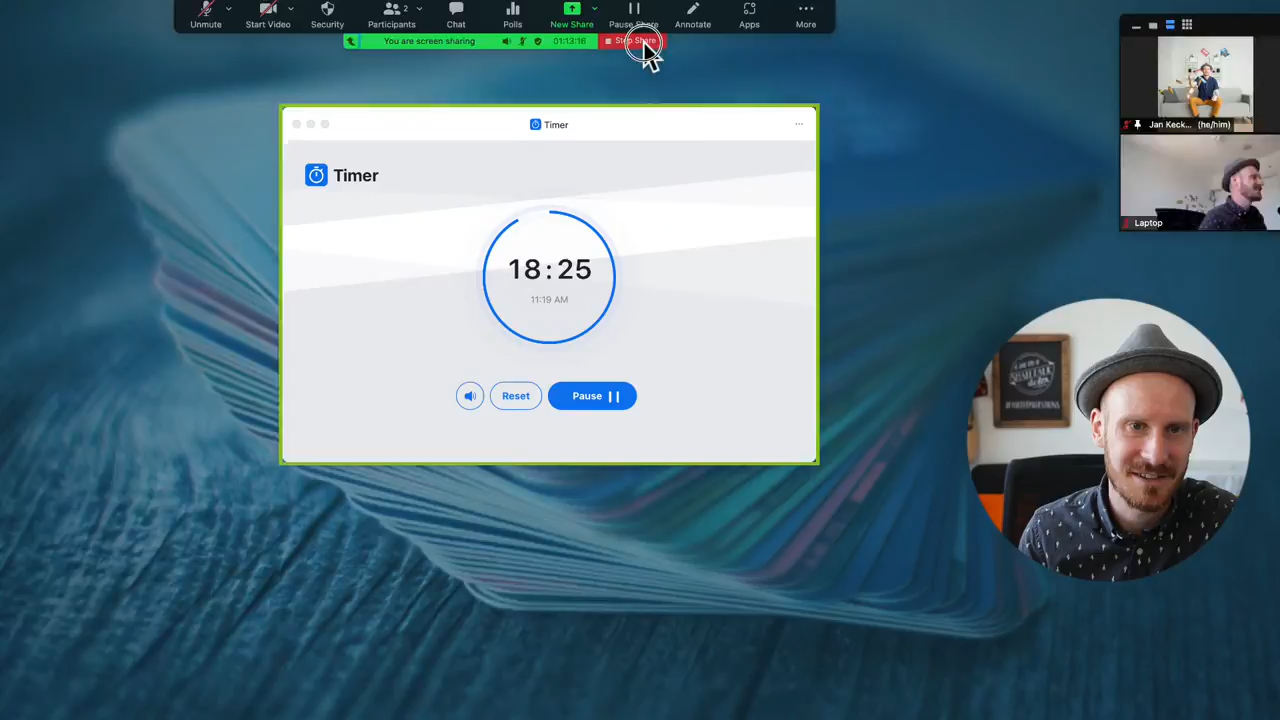 Unmute
Start Video
Security
Participants
2
Chat
Polls
New Share
Pause Share
Annotate
Apps
More
You are screen sharing
01:13:16
Stop Share
Timer
Timer
18:25
11:19 AM
Reset
Pause
Jan Keck... (he/him)
Laptop